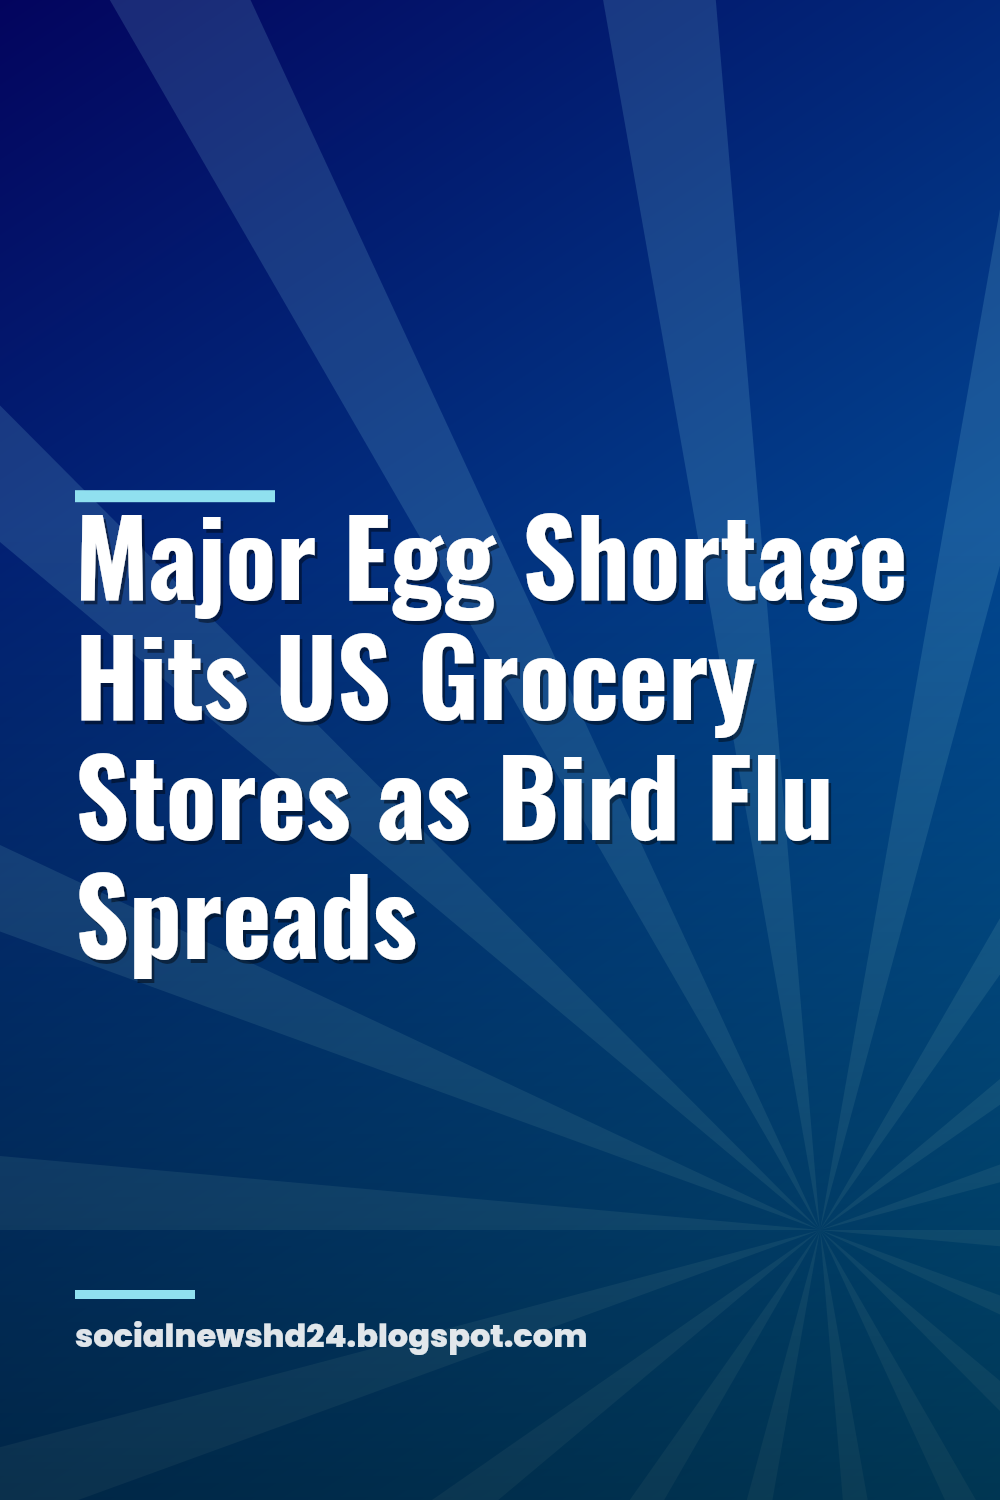 Major Egg Shortage
Hits US Grocery
Stores as Bird Flu
Spreads
socialnewshd24.blogspot.com